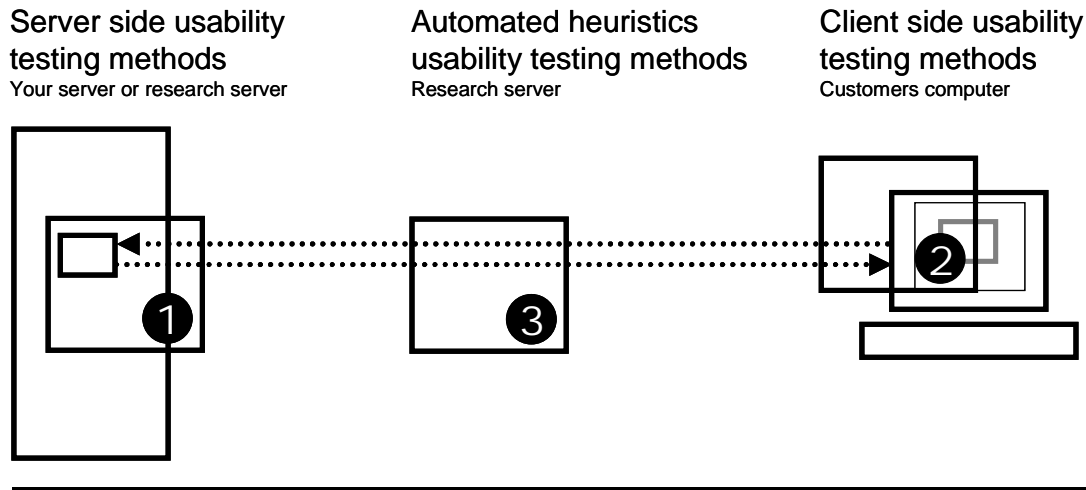 Server side usability
testing methods
Your server or research server
Automated heuristics
usability testing methods
Research server
Client side usability
testing methods
Customers computer
1
3
2